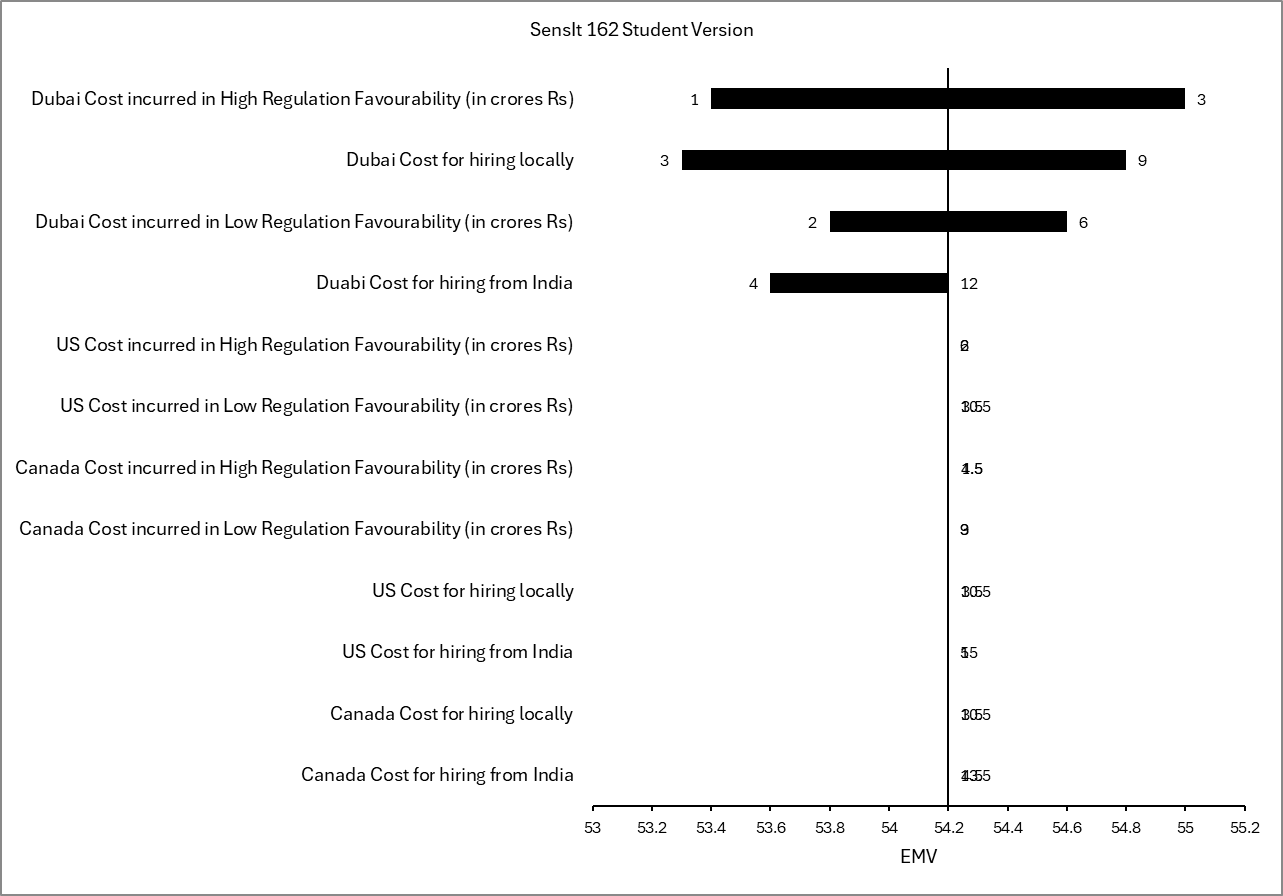 SensIt 162 Student Version
Dubai Cost incurred in High Regulation Favourability (in crores Rs)
1
3
Dubai Cost for hiring locally
3
9
Dubai Cost incurred in Low Regulation Favourability (in crores Rs)
2
6
Duabi Cost for hiring from India
4
12
US Cost incurred in High Regulation Favourability (in crores Rs)
US Cost incurred in Low Regulation Favourability (in crores Rs)
Canada Cost incurred in High Regulation Favourability (in crores Rs)
Canada Cost incurred in Low Regulation Favourability (in crores Rs)
US Cost for hiring locally
US Cost for hiring from India
Canada Cost for hiring locally
Canada Cost for hiring from India
53 53.2 53.4 53.6 53.8 54 54.2 54.4 54.6 54.8 55 55.2
EMV